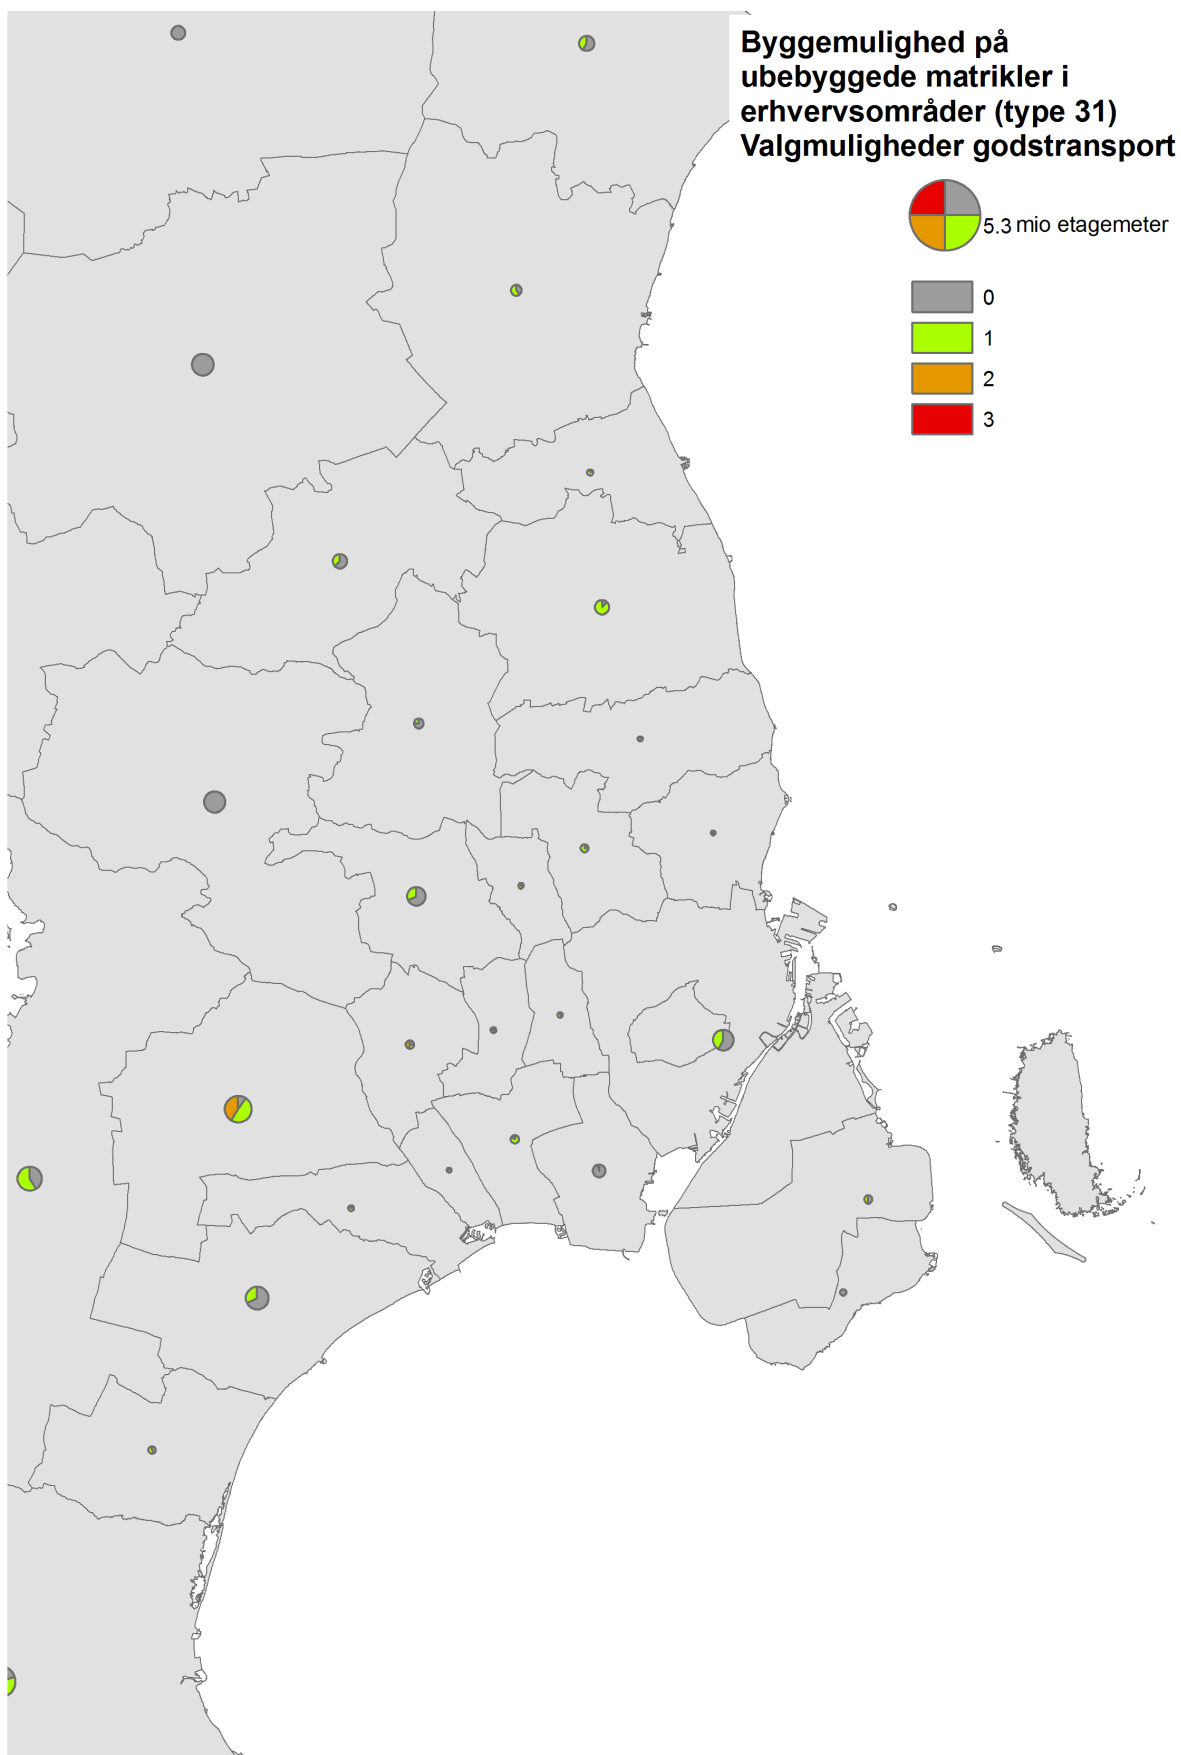 Byggemulighed på
ubebyggede matrikler i
erhvervsområder (type 31)
Valgmuligheder godstransport
5.3 mio etagemeter
0
1
2
3